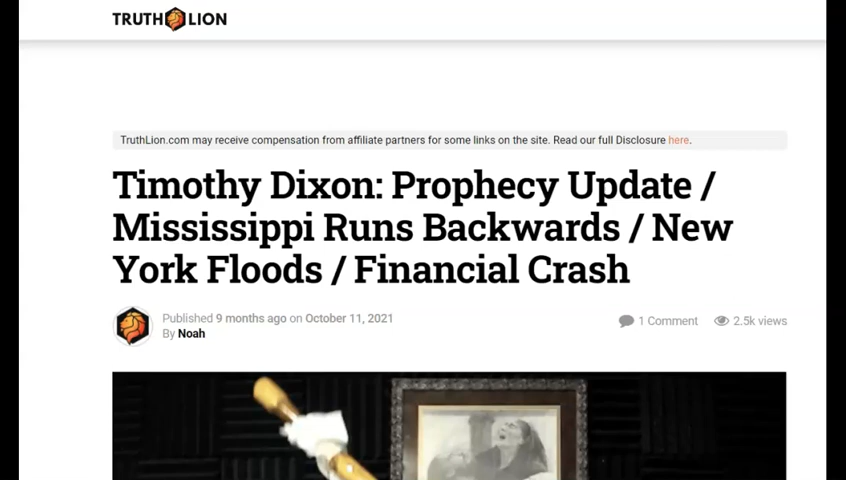 TRUTH LION
TruthLion.com may receive compensation from affiliate partners for some links on the site. Read our full Disclosure here.
Timothy Dixon: Prophecy Update /
Mississippi Runs Backwards / New
York Floods / Financial Crash
Published 9 months ago on October 11, 2021
By Noah
1 Comment
2.5k views